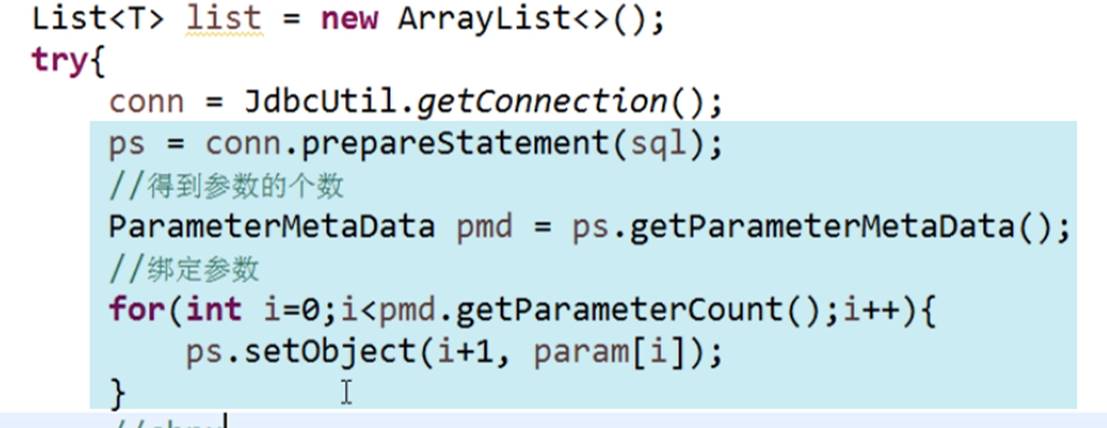 List<T> list = new ArrayList<>();
try{
conn = JdbcUtil.getConnection();
ps = conn.prepareStatement(sql);
//得到参数的个数
ParameterMetaData pmd = ps.getParameterMetaData();
//绑定参数
for(int i=0;i<pmd.getParameterCount();i++){
ps.setObject(i+1, param[i]);
}